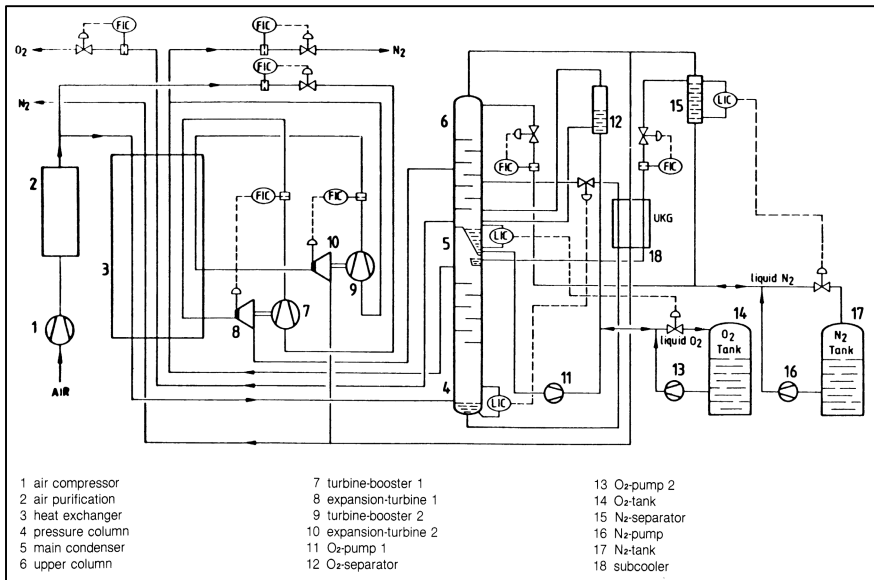 FIC
FIC
O₂
N₂
FIC
N₂
15
LIC
6
12
2
FIC
FIC
FIC
UKG
FIC
10
5
LIC
3
18
9
liquid N₂
1
8
7
14
17
liquid O₂
O₂
Tank
N₂
Tank
13
16
4
LIC
11
AIR
1 air compressor
2 air purification
3 heat exchanger
4 pressure column
5 main condenser
6 upper column
7 turbine-booster 1
8 expansion-turbine 1
9 turbine-booster 2
10 expansion-turbine 2
11 O₂-pump 1
12 O₂-separator
13 O₂-pump 2
14 O₂-tank
15 N₂-separator
16 N₂-pump
17 N₂-tank
18 subcooler